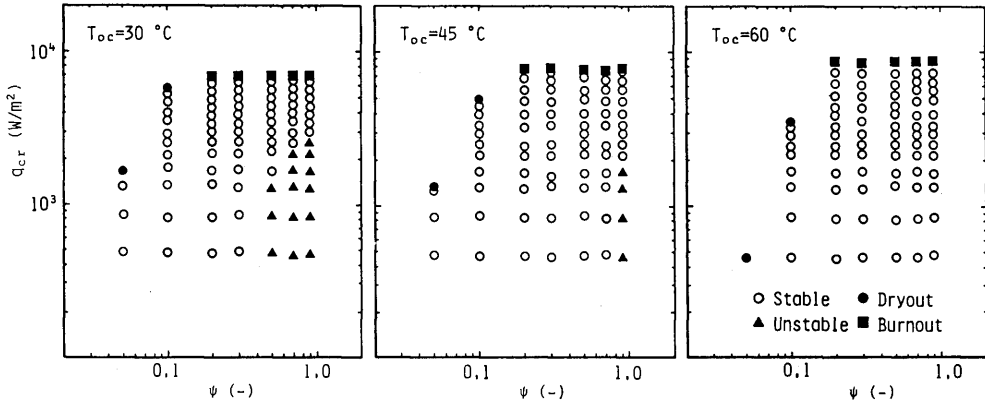 T_oc=30 °C
T_oc=45 °C
T_oc=60 °C
10⁴
10³
q_cr (W/m²)
0.1 1.0
0.1 1.0
0.1 1.0
ψ (-)
ψ (-)
ψ (-)
○ Stable ● Dryout
▲ Unstable ■ Burnout